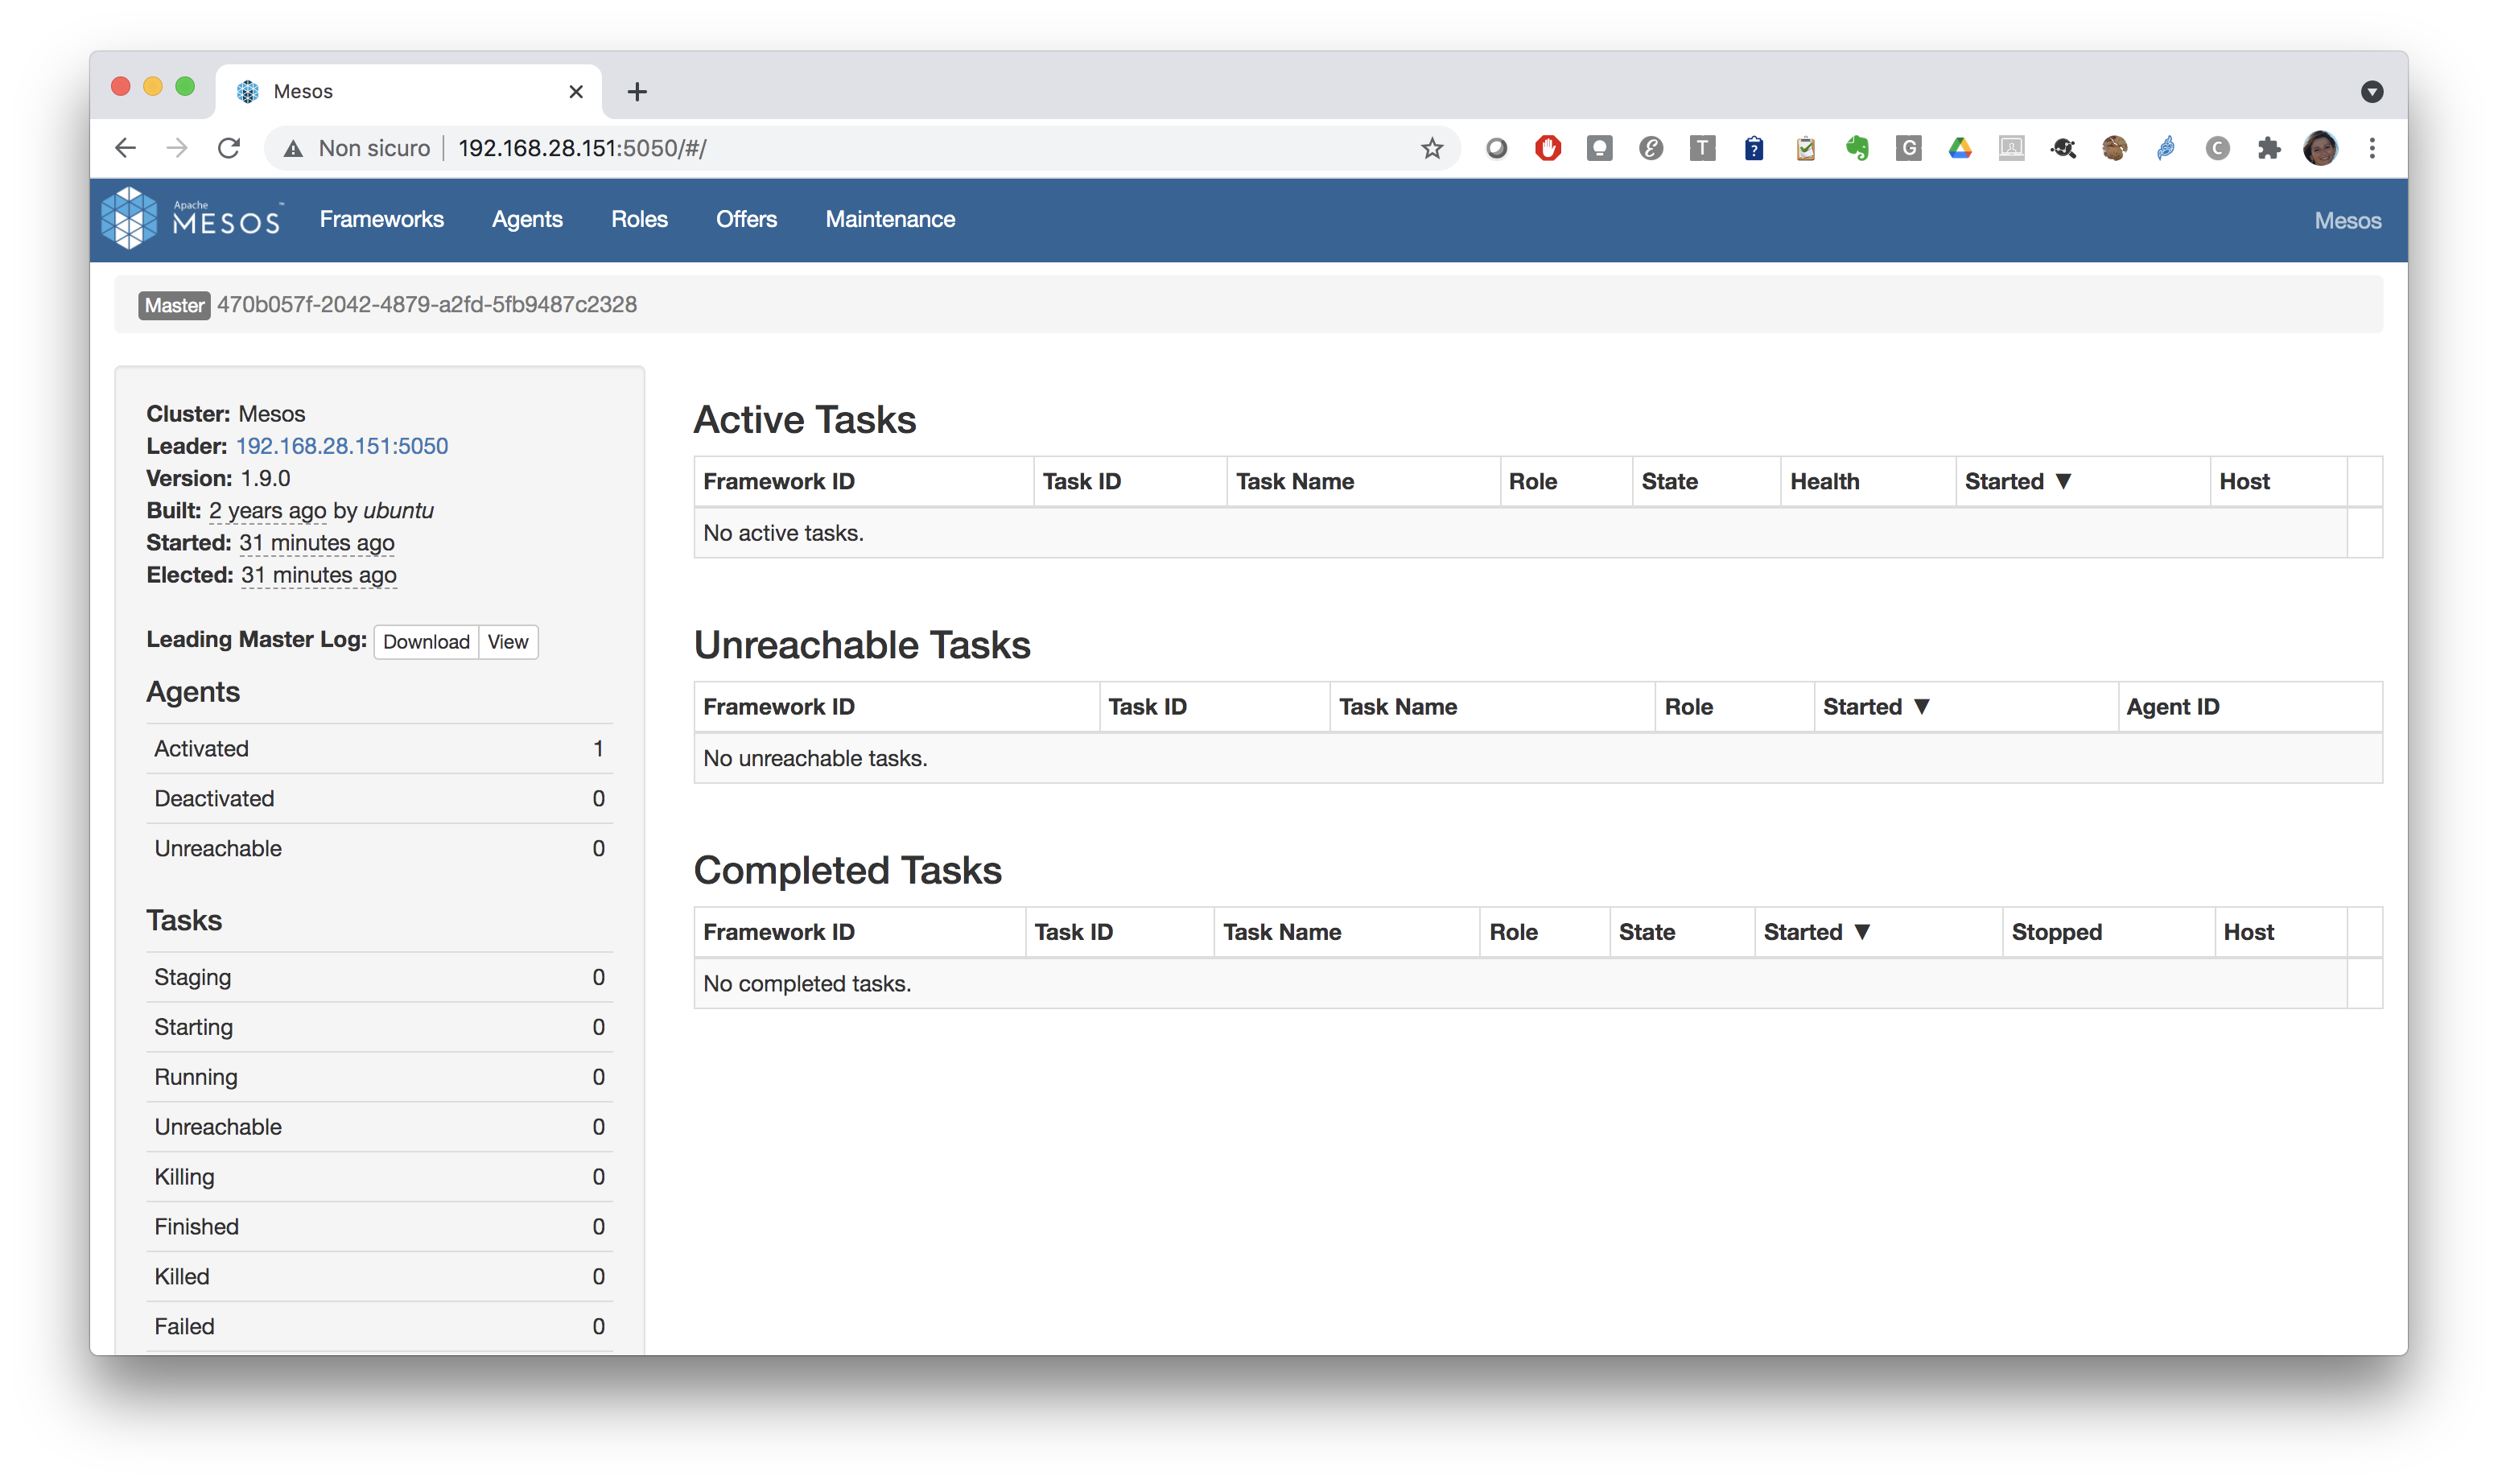 Mesos
Non sicuro 192.168.28.151:5050/#/
Apache
MESOS™ Frameworks Agents Roles Offers Maintenance Mesos
Master 470b057f-2042-4879-a2fd-5fb9487c2328
Cluster: Mesos
Leader: 192.168.28.151:5050
Version: 1.9.0
Built: 2 years ago by ubuntu
Started: 31 minutes ago
Elected: 31 minutes ago
Leading Master Log: Download View
Agents
Activated 1
Deactivated 0
Unreachable 0
Tasks
Staging 0
Starting 0
Running 0
Unreachable 0
Killing 0
Finished 0
Killed 0
Failed 0
Active Tasks
Framework ID Task ID Task Name Role State Health Started ▼ Host
No active tasks.
Unreachable Tasks
Framework ID Task ID Task Name Role Started ▼ Agent ID
No unreachable tasks.
Completed Tasks
Framework ID Task ID Task Name Role State Started ▼ Stopped Host
No completed tasks.